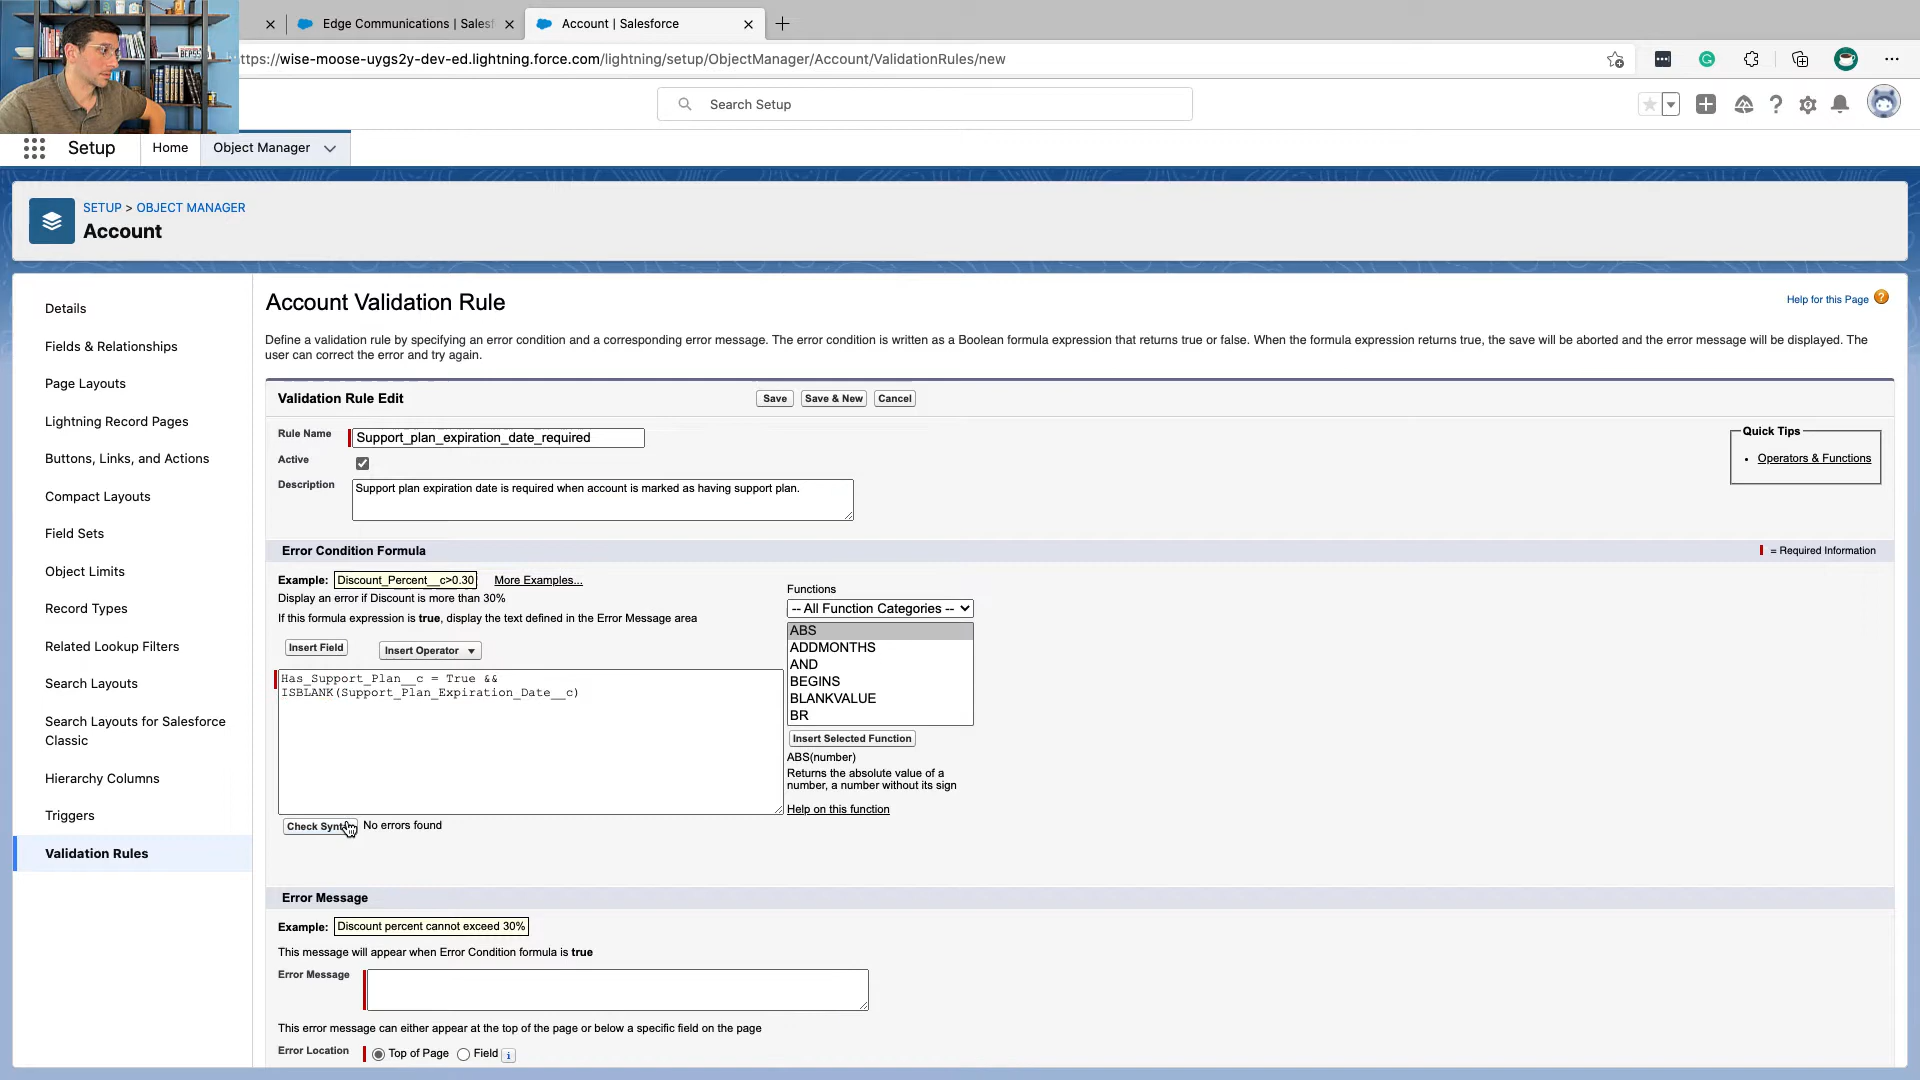 Edge Communications | Sales
Account | Salesforce
ttps://wise-moose-uygs2y-dev-ed.lightning.force.com/lightning/setup/ObjectManager/Account/ValidationRules/new
Search Setup
Setup
Home
Object Manager
SETUP > OBJECT MANAGER
Account
Details
Fields & Relationships
Page Layouts
Lightning Record Pages
Buttons, Links, and Actions
Compact Layouts
Field Sets
Object Limits
Record Types
Related Lookup Filters
Search Layouts
Search Layouts for Salesforce
Classic
Hierarchy Columns
Triggers
Validation Rules
Account Validation Rule
Help for this Page
Define a validation rule by specifying an error condition and a corresponding error message. The error condition is written as a Boolean formula expression that returns true or false. When the formula expression returns true, the save will be aborted and the error message will be displayed. The
user can correct the error and try again.
Validation Rule Edit
Save
Save & New
Cancel
Rule Name
Support_plan_expiration_date_required
Active
Description
Support plan expiration date is required when account is marked as having support plan.
Quick Tips
Operators & Functions
Error Condition Formula
= Required Information
Example:
Discount_Percent__c>0.30
More Examples...
Display an error if Discount is more than 30%
If this formula expression is true, display the text defined in the Error Message area
Insert Field
Insert Operator
Has_Support_Plan__c = True &&
ISBLANK(Support_Plan_Expiration_Date__c)
Functions
-- All Function Categories --
ABS
ADDMONTHS
AND
BEGINS
BLANKVALUE
BR
Insert Selected Function
ABS(number)
Returns the absolute value of a
number, a number without its sign
Help on this function
Check Synt
No errors found
Error Message
Example:
Discount percent cannot exceed 30%
This message will appear when Error Condition formula is true
Error Message
This error message can either appear at the top of the page or below a specific field on the page
Error Location
Top of Page
Field